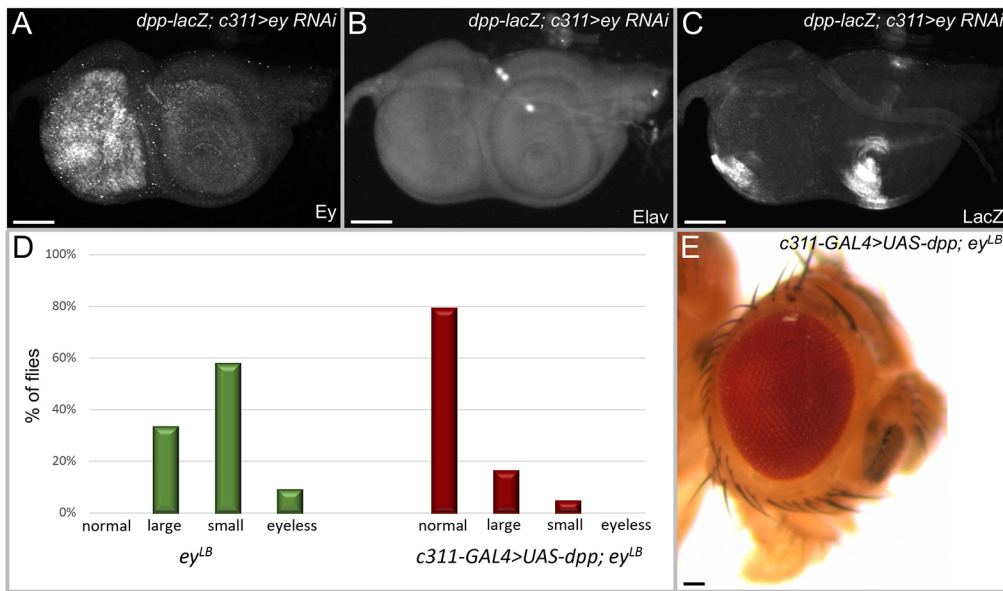 A dpp-lacZ; c311>ey RNAi
Ey
B dpp-lacZ; c311>ey RNAi
Elav
C dpp-lacZ; c311>ey RNAi
LacZ
D
100%
80%
60%
40%
20%
0%
% of flies
normal large small eyeless
ey^LB
normal large small eyeless
c311-GAL4>UAS-dpp; ey^LB
E c311-GAL4>UAS-dpp; ey^LB